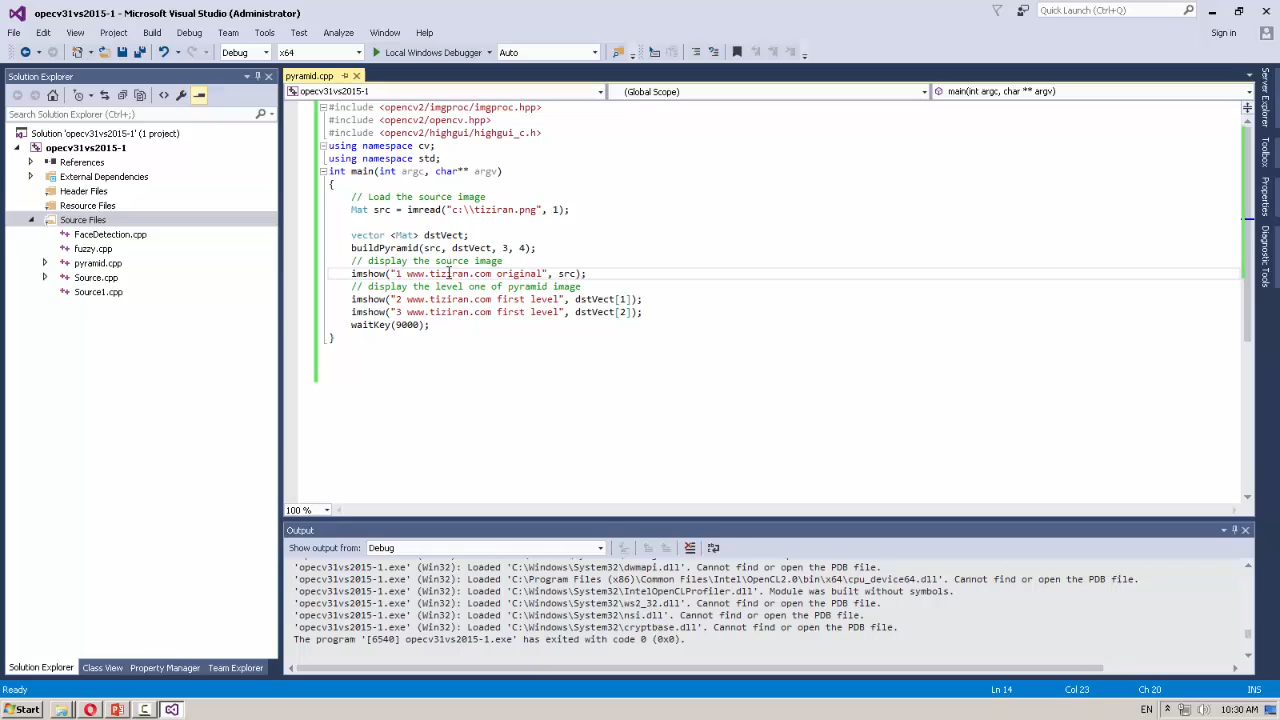 opecv31vs2015-1 - Microsoft Visual Studio (Administrator)
Quick Launch (Ctrl+Q)
File Edit View Project Build Debug Team Tools Test Analyze Window Help
Sign in
Debug x64 Local Windows Debugger Auto
Solution Explorer
Search Solution Explorer (Ctrl+;)
Solution 'opecv31vs2015-1' (1 project)
opecv31vs2015-1
References
External Dependencies
Header Files
Resource Files
Source Files
FaceDetection.cpp
fuzzy.cpp
pyramid.cpp
Source.cpp
Source1.cpp
Solution Explorer Class View Property Manager Team Explorer
pyramid.cpp
opecv31vs2015-1 (Global Scope) main(int argc, char ** argv)
#include <opencv2/imgproc/imgproc.hpp>
#include <opencv2/opencv.hpp>
#include <opencv2/highgui/highgui_c.h>
using namespace cv;
using namespace std;
int main(int argc, char** argv)
{
// Load the source image
Mat src = imread("c:\\tiziran.png", 1);
vector <Mat> dstVect;
buildPyramid(src, dstVect, 3, 4);
// display the source image
imshow("1 www.tiziran.com original", src);
// display the level one of pyramid image
imshow("2 www.tiziran.com first level", dstVect[1]);
imshow("3 www.tiziran.com first level", dstVect[2]);
waitKey(9000);
}
100 %
Output
Show output from: Debug
'opecv31vs2015-1.exe' (Win32): Loaded 'C:\Windows\System32\dwmapi.dll'. Cannot find or open the PDB file.
'opecv31vs2015-1.exe' (Win32): Loaded 'C:\Program Files (x86)\Common Files\Intel\OpenCL2.0\bin\x64\cpu_device64.dll'. Cannot find or open the PDB file.
'opecv31vs2015-1.exe' (Win32): Loaded 'C:\Windows\System32\IntelOpenCLProfiler.dll'. Module was built without symbols.
'opecv31vs2015-1.exe' (Win32): Loaded 'C:\Windows\System32\ws2_32.dll'. Cannot find or open the PDB file.
'opecv31vs2015-1.exe' (Win32): Loaded 'C:\Windows\System32\nsi.dll'. Cannot find or open the PDB file.
'opecv31vs2015-1.exe' (Win32): Loaded 'C:\Windows\System32\cryptbase.dll'. Cannot find or open the PDB file.
The program '[6540] opecv31vs2015-1.exe' has exited with code 0 (0x0).
Server Explorer
Toolbox
Properties
Diagnostic Tools
Ready Ln 14 Col 23 Ch 20 INS
Start EN 10:30 AM